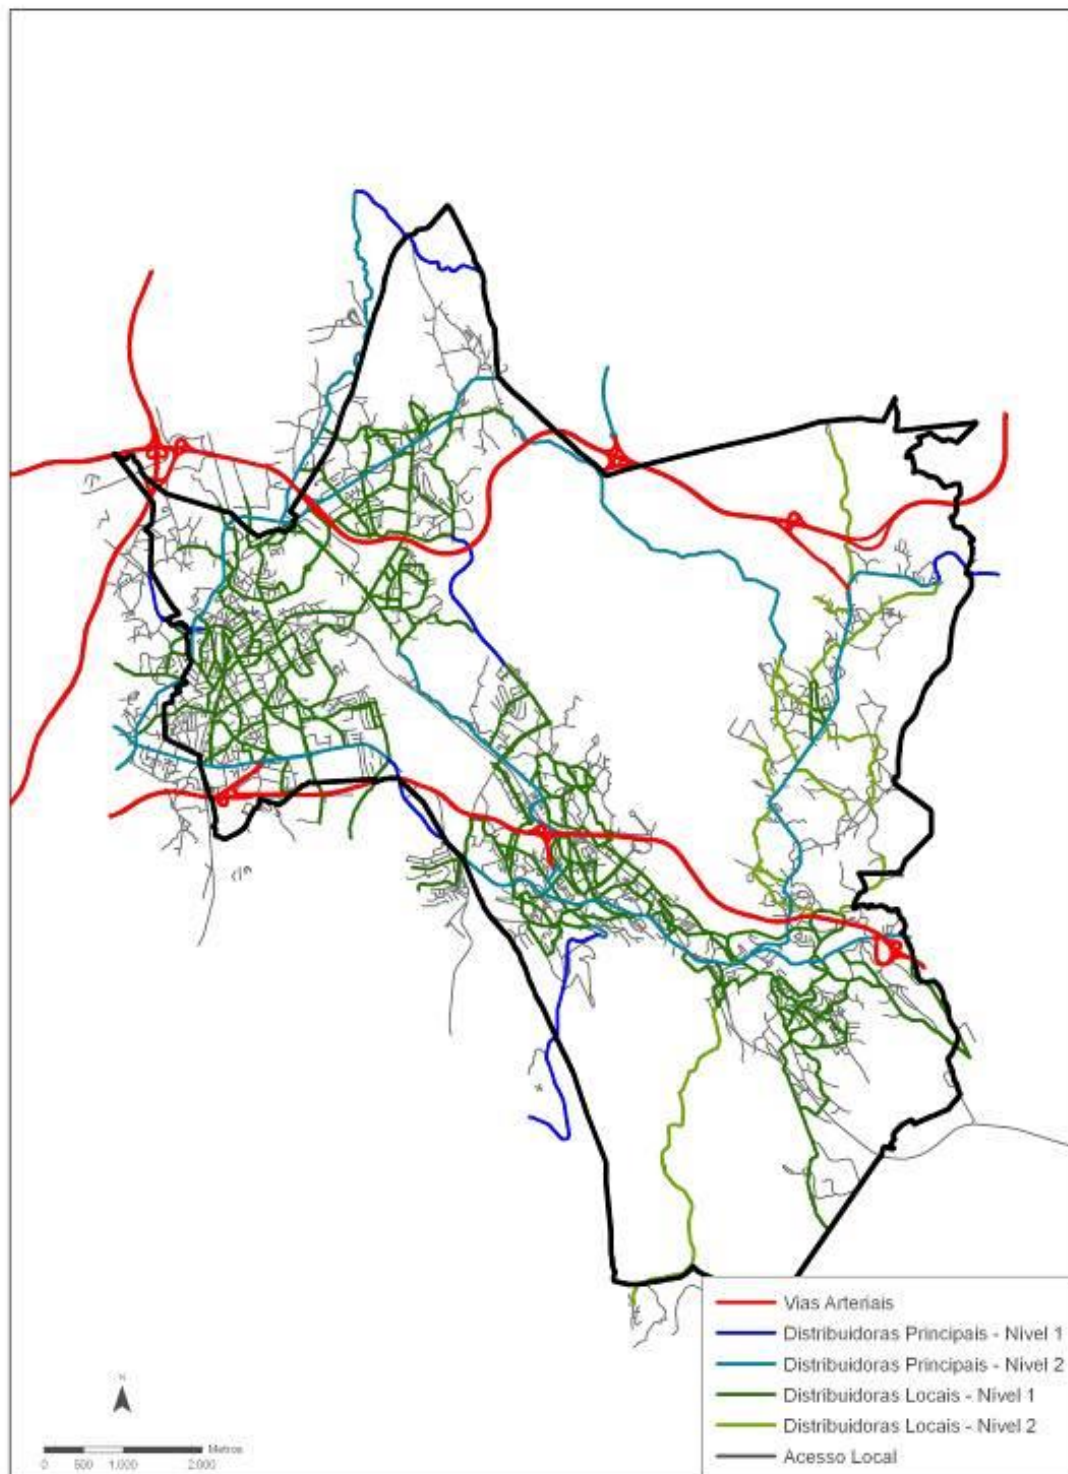 Vias Arteriais
Distribuidoras Principais - Nivel 1
Distribuidoras Principais - Nivel 2
Distribuidoras Locais - Nivel 1
Distribuidoras Locais - Nivel 2
Acesso Local
N
Metros
0 500 1.000 2.000